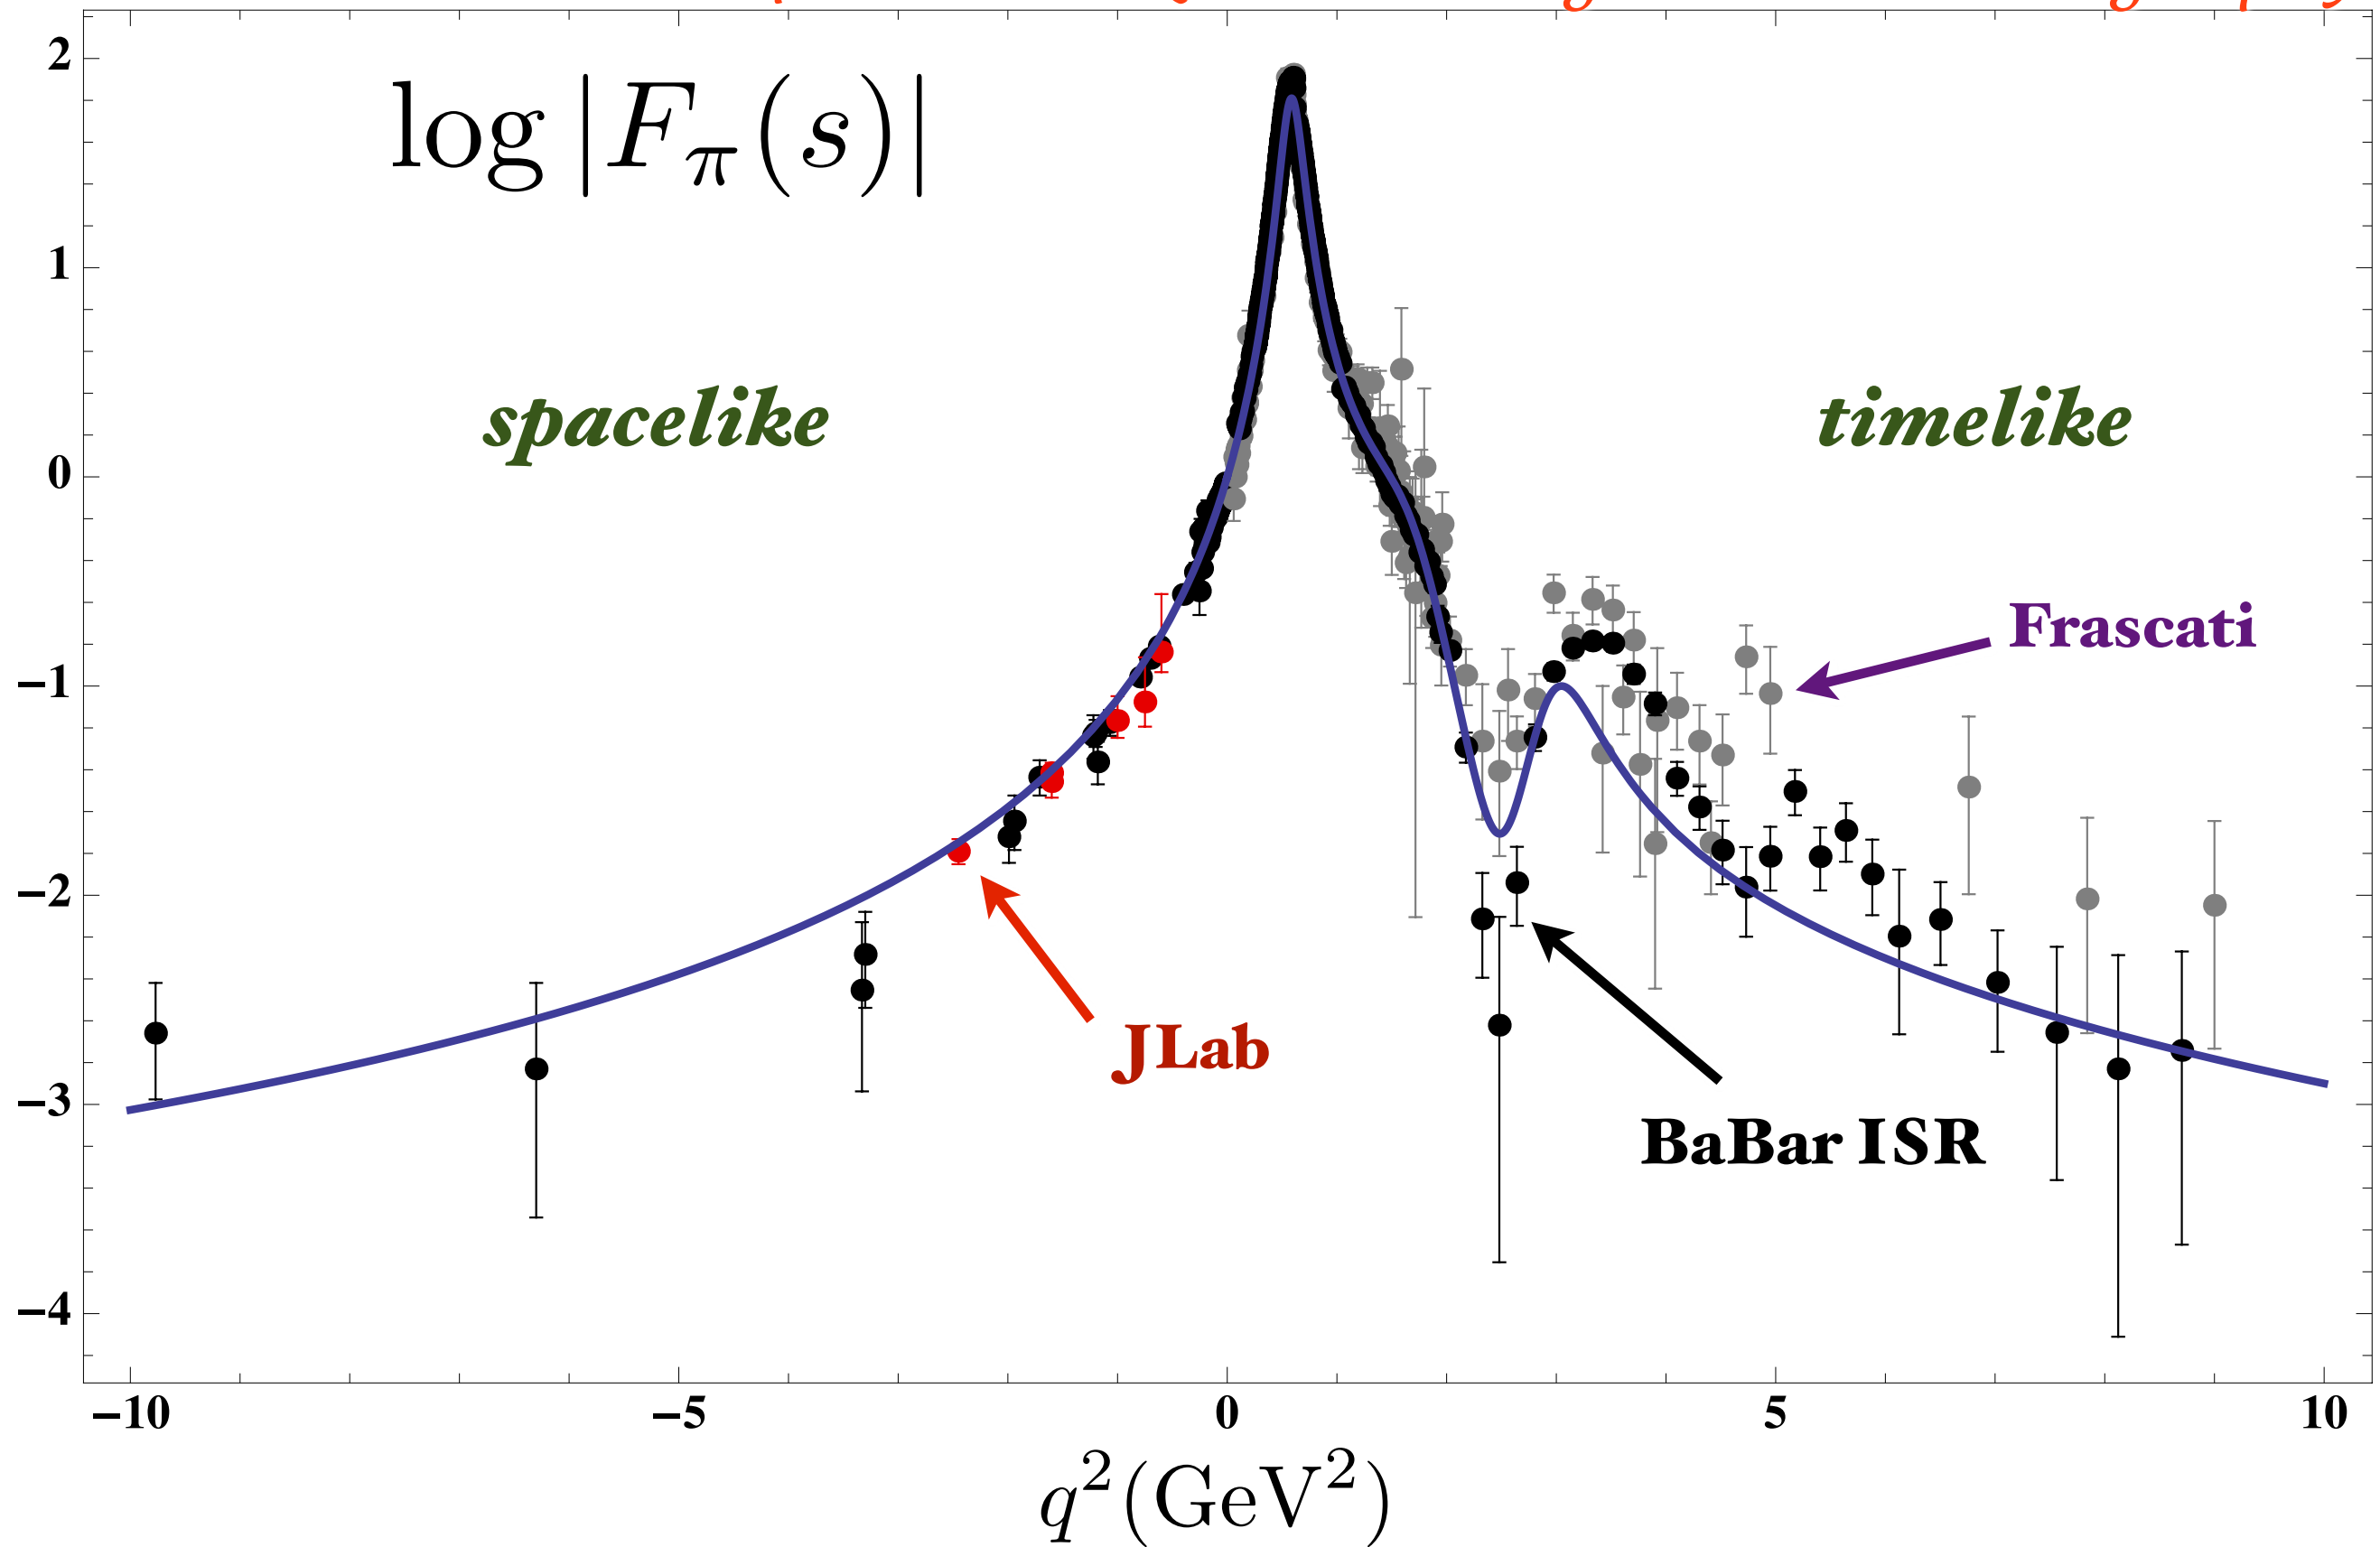 log |Fπ(s)|
2
1
0
−1
−2
−3
−4
spacelike
timelike
Frascati
JLab
BaBar ISR
−10 −5 0 5 10
q²(GeV²)